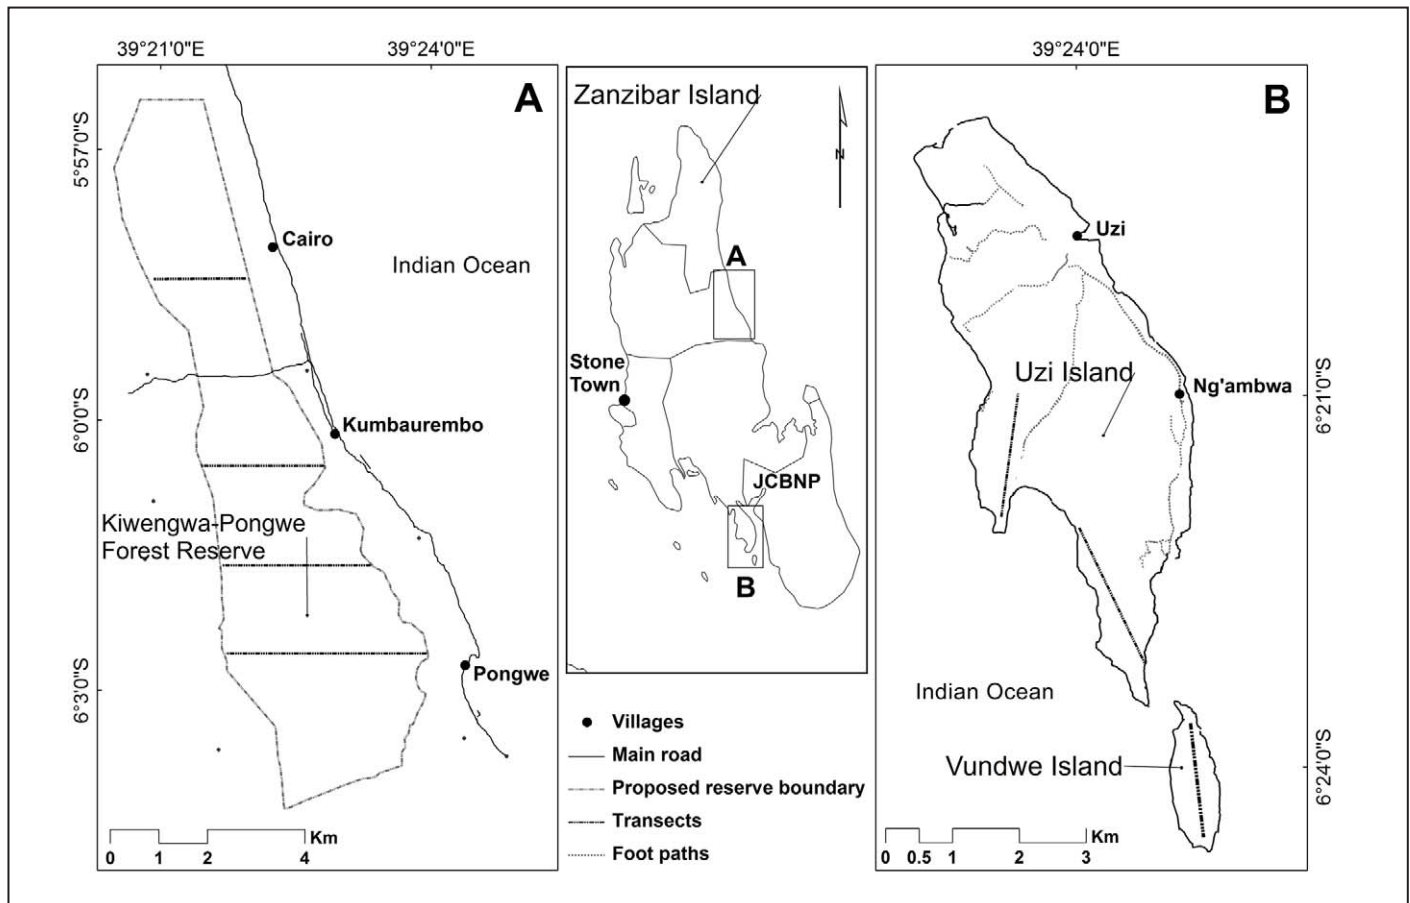 39°21'0"E
39°24'0"E
A
5°57'0"S
Cairo
Indian Ocean
Kumbaurembo
6°0'0"S
Kiwengwa-Pongwe
Forest Reserve
Pongwe
6°3'0"S
Km
0 1 2 4
Zanzibar Island
N
A
Stone
Town
JCBNP
B
Villages
Main road
Proposed reserve boundary
Transects
Foot paths
39°24'0"E
B
Uzi
Uzi Island
Ng'ambwa
6°21'0"S
Indian Ocean
Vundwe Island
6°24'0"S
Km
0 0.5 1 2 3